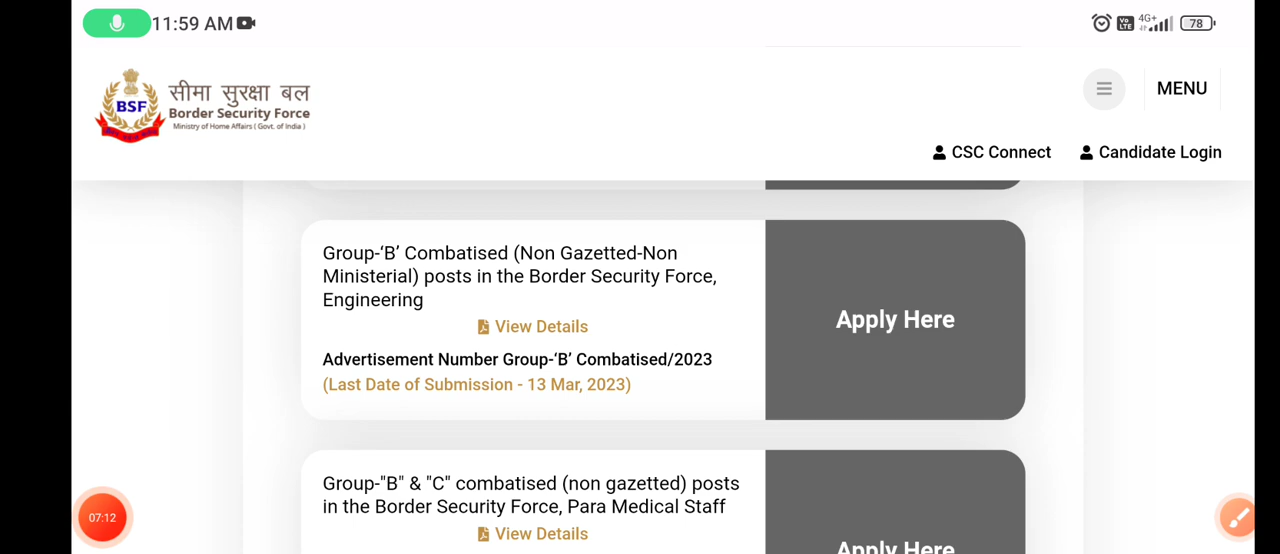 11:59 AM
Vo LTE
4G+
78
BSF
सीमा सुरक्षा बल
Border Security Force
Ministry of Home Affairs ( Govt. of India )
MENU
CSC Connect
Candidate Login
Group-‘B’ Combatised (Non Gazetted-Non
Ministerial) posts in the Border Security Force,
Engineering
View Details
Advertisement Number Group-‘B’ Combatised/2023
(Last Date of Submission - 13 Mar, 2023)
Apply Here
Group-"B" & "C" combatised (non gazetted) posts
in the Border Security Force, Para Medical Staff
View Details
Apply Here
07:12